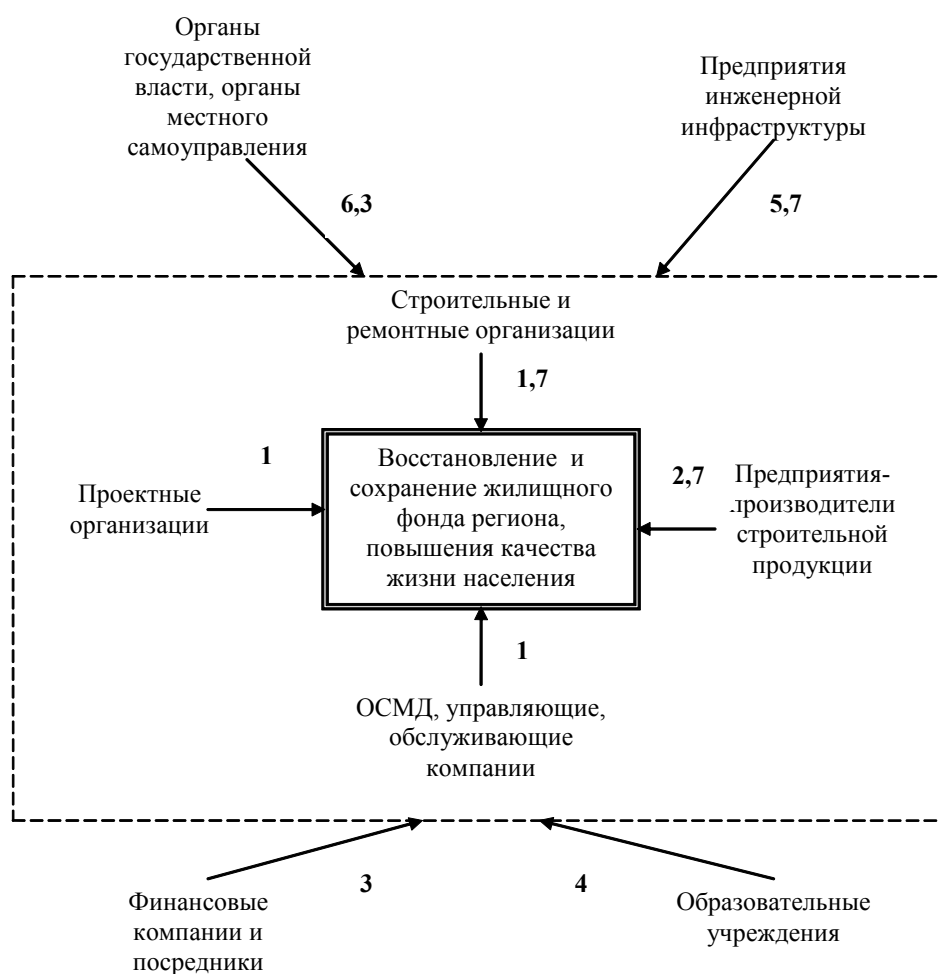 Органы
государственной
власти, органы
местного
самоуправления
Предприятия
инженерной
инфраструктуры
6,3
5,7
Строительные и
ремонтные организации
1,7
1
Проектные
организации
Восстановление и
сохранение жилищного
фонда региона,
повышения качества
жизни населения
2,7
Предприятия-
производители
строительной
продукции
1
ОСМД, управляющие,
обслуживающие
компании
3
4
Финансовые
компании и
посредники
Образовательные
учреждения